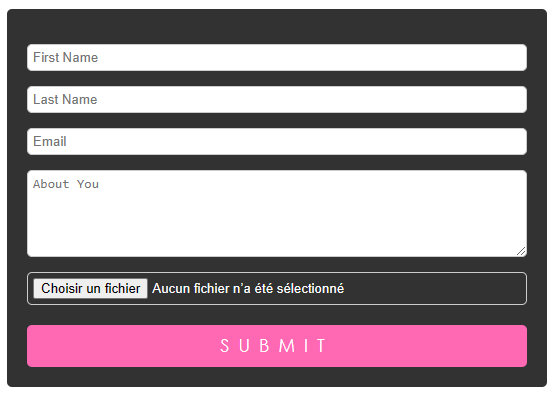 First Name
Last Name
Email
About You
Choisir un fichier Aucun fichier n'a été sélectionné
SUBMIT